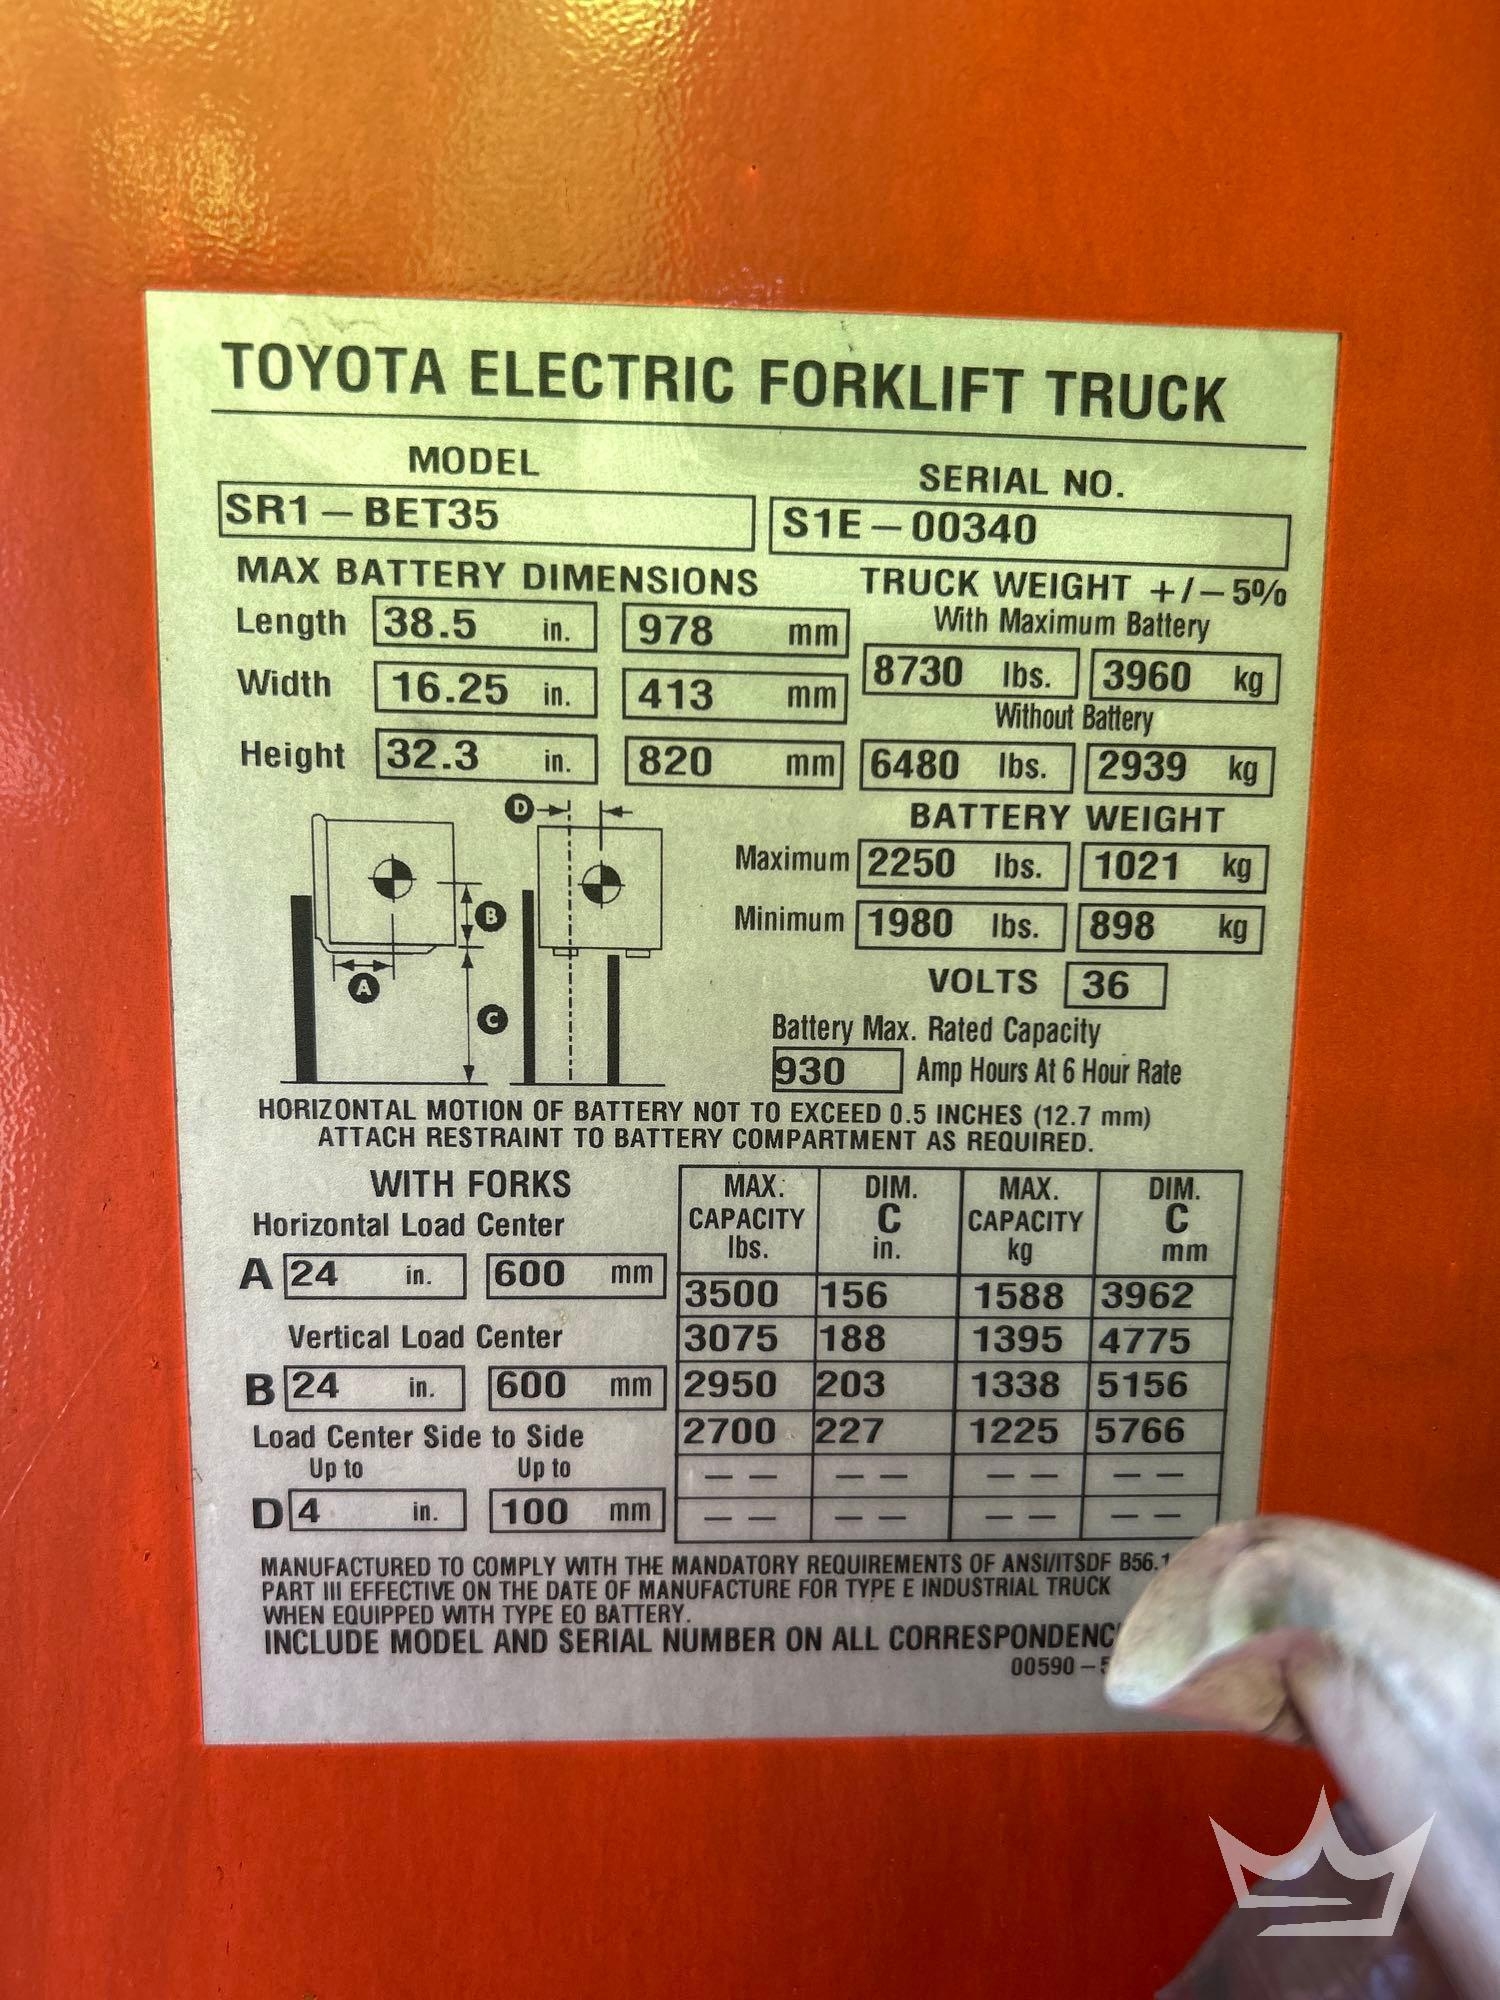 TOYOTA ELECTRIC FORKLIFT TRUCK
MODEL
SR1-BET35
SERIAL NO.
S1E-00340
MAX BATTERY DIMENSIONS
Length 38.5 in. 978 mm
Width 16.25 in. 413 mm
Height 32.3 in. 820 mm
TRUCK WEIGHT +/-5%
With Maximum Battery
8730 lbs. 3960 kg
Without Battery
6480 lbs. 2939 kg
D
B
A
C
BATTERY WEIGHT
Maximum 2250 lbs. 1021 kg
Minimum 1980 lbs. 898 kg
VOLTS 36
Battery Max. Rated Capacity
930 Amp Hours At 6 Hour Rate
HORIZONTAL MOTION OF BATTERY NOT TO EXCEED 0.5 INCHES (12.7 mm)
ATTACH RESTRAINT TO BATTERY COMPARTMENT AS REQUIRED.
WITH FORKS
Horizontal Load Center
A 24 in. 600 mm
Vertical Load Center
B 24 in. 600 mm
Load Center Side to Side
Up to Up to
D 4 in. 100 mm
MAX. DIM. MAX. DIM.
CAPACITY C CAPACITY C
lbs. in. kg mm
3500 156 1588 3962
3075 188 1395 4775
2950 203 1338 5156
2700 227 1225 5766
— — — — — — — —
— — — — — — — —
MANUFACTURED TO COMPLY WITH THE MANDATORY REQUIREMENTS OF ANSI/ITSDF B56.1
PART III EFFECTIVE ON THE DATE OF MANUFACTURE FOR TYPE E INDUSTRIAL TRUCK
WHEN EQUIPPED WITH TYPE EO BATTERY.
INCLUDE MODEL AND SERIAL NUMBER ON ALL CORRESPONDENC
00590-5